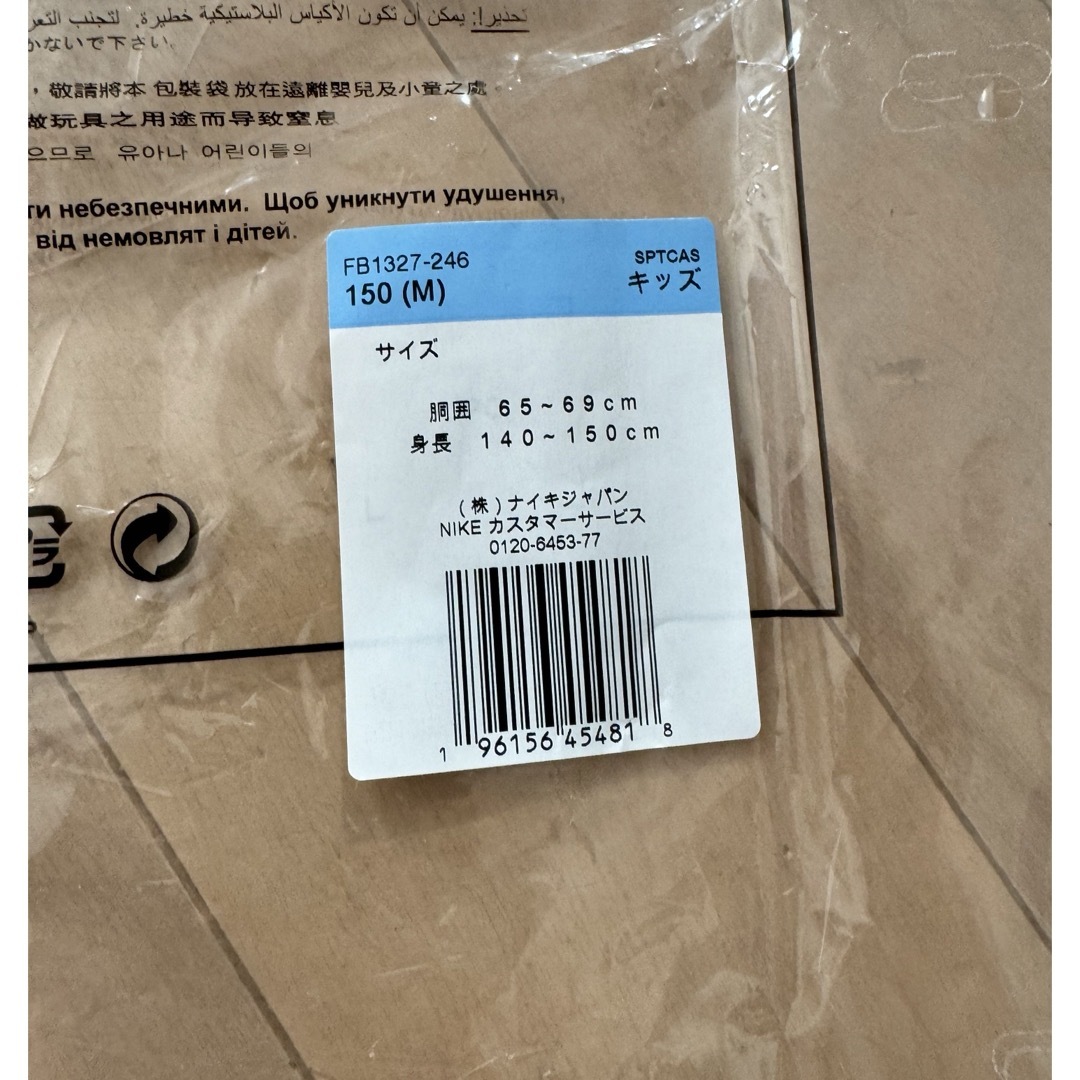 تحذير!: يمكن أن تكون الأكياس البلاستيكية خطيرة. لتجنب
かないで下さい.
，敬請將本 包裝袋 放在遠離嬰兒及小童之處。
做玩具之用途而导致窒息
으므로 유아나 어린이들의
ти небезпечними. Щоб уникнути удушення,
від немовлят і дітей.
FB1327-246
SPTCAS
150 (M)
キッズ
サイズ
胴囲 65~69cm
身長 140~150cm
(株)ナイキジャパン
NIKE カスタマーサービス
0120-6453-77
1 96156 45481 8